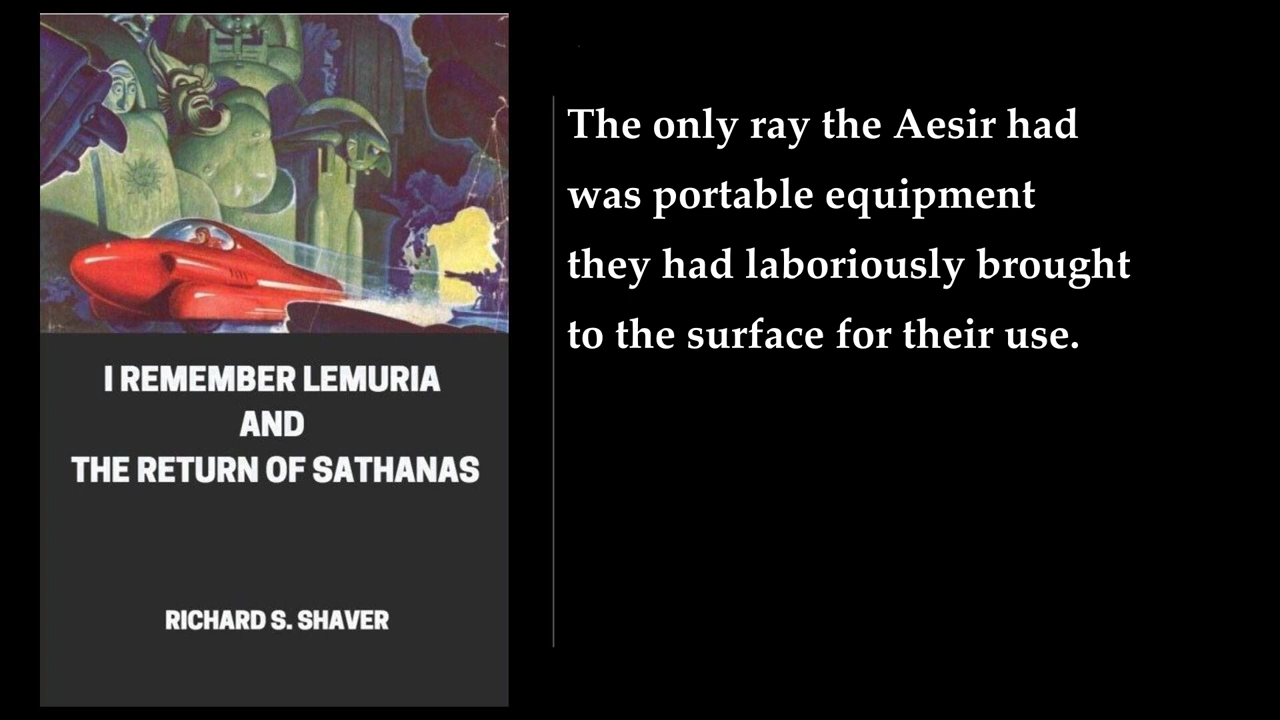 I REMEMBER LEMURIA
AND
THE RETURN OF SATHANAS
RICHARD S. SHAVER
The only ray the Aesir had
was portable equipment
they had laboriously brought
to the surface for their use.